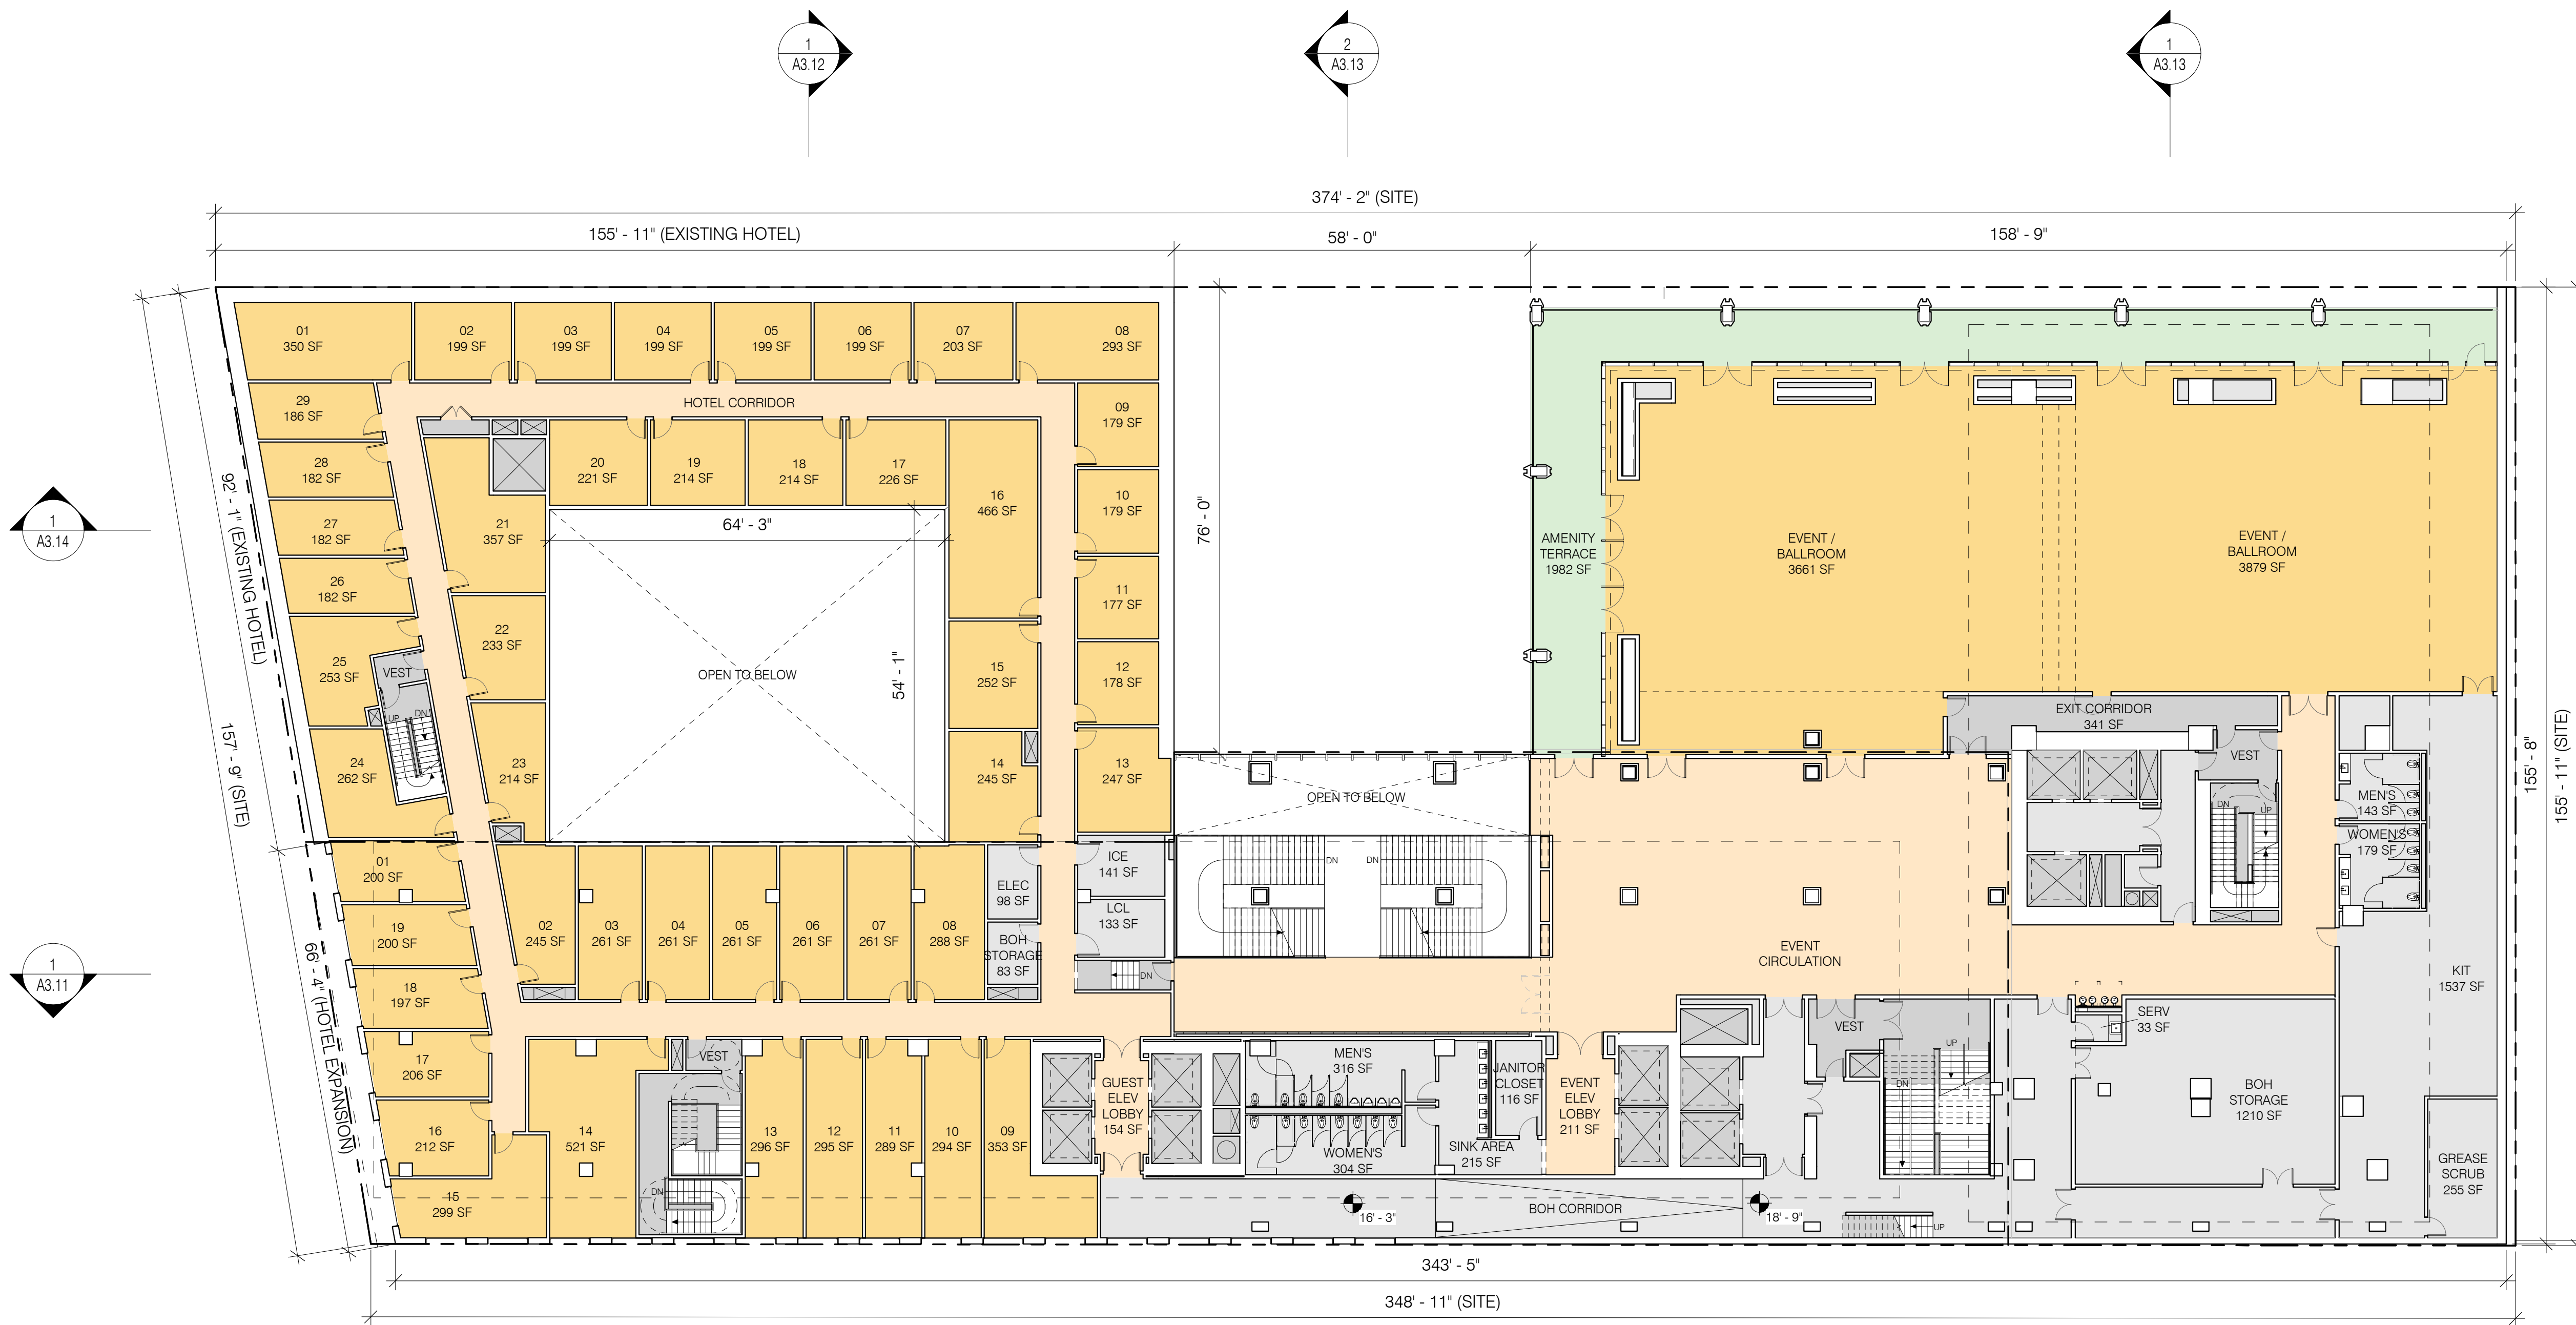 1
A3.12
2
A3.13
1
A3.13
374' - 2" (SITE)
155' - 11" (EXISTING HOTEL)
58' - 0"
158' - 9"
01
350 SF
02
199 SF
03
199 SF
04
199 SF
05
199 SF
06
199 SF
07
203 SF
08
293 SF
HOTEL CORRIDOR
29
186 SF
28
182 SF
27
182 SF
26
182 SF
25
253 SF
24
262 SF
VEST
UP
DN
20
221 SF
19
214 SF
18
214 SF
17
226 SF
16
466 SF
15
252 SF
14
245 SF
21
357 SF
22
233 SF
23
214 SF
09
179 SF
10
179 SF
11
177 SF
12
178 SF
13
247 SF
64' - 3"
54' - 1"
OPEN TO BELOW
76' - 0"
1
A3.14
92' - 1" (EXISTING HOTEL)
157' - 9" (SITE)
66' - 4" (HOTEL EXPANSION)
AMENITY
TERRACE
1982 SF
EVENT /
BALLROOM
3661 SF
EVENT /
BALLROOM
3879 SF
EXIT CORRIDOR
341 SF
VEST
DN
UP
MEN'S
143 SF
WOMEN'S
179 SF
155' - 8"
155' - 11" (SITE)
OPEN TO BELOW
DN
DN
01
200 SF
19
200 SF
18
197 SF
17
206 SF
16
212 SF
15
299 SF
02
245 SF
03
261 SF
04
261 SF
05
261 SF
06
261 SF
07
261 SF
08
288 SF
ELEC
98 SF
BOH
STORAGE
83 SF
ICE
141 SF
LCL
133 SF
DN
1
A3.11
EVENT
CIRCULATION
KIT
1537 SF
SERV
33 SF
VEST
UP
DN
BOH
STORAGE
1210 SF
GREASE
SCRUB
255 SF
14
521 SF
VEST
DN
13
296 SF
12
295 SF
11
289 SF
10
294 SF
09
353 SF
GUEST
ELEV
LOBBY
154 SF
MEN'S
316 SF
WOMEN'S
304 SF
SINK AREA
215 SF
JANITOR
CLOSET
116 SF
EVENT
ELEV
LOBBY
211 SF
16' - 3"
BOH CORRIDOR
18' - 9"
UP
343' - 5"
348' - 11" (SITE)